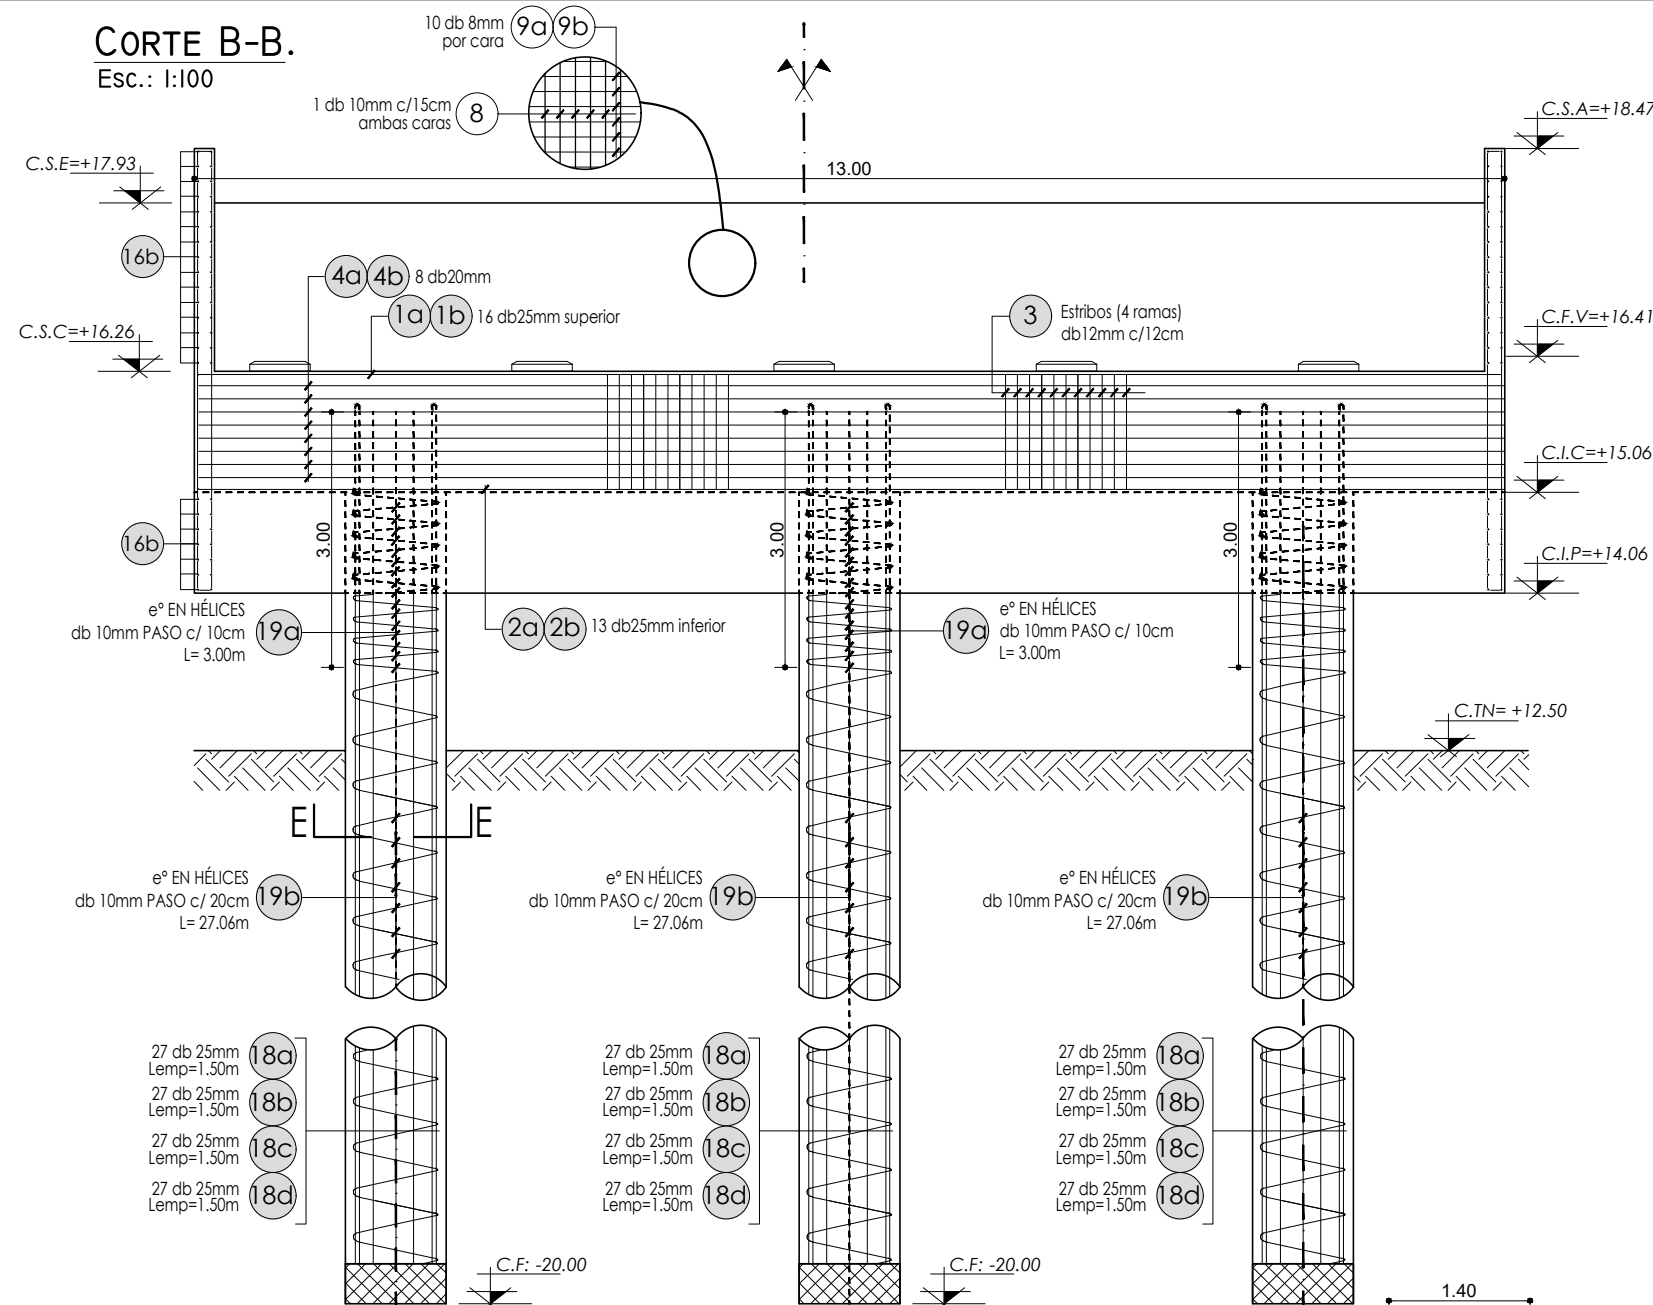 CORTE B-B.
Esc.: 1:100
10 db 8mm
por cara
9a 9b
1 db 10mm c/15cm
ambas caras
8
C.S.A=+18.47
C.S.E=+17.93
13.00
16b
4a 4b 8 db20mm
1a 1b 16 db25mm superior
3
Estribos (4 ramas)
db12mm c/12cm
C.S.C=+16.26
C.F.V=+16.41
C.I.C=+15.06
3.00
3.00
3.00
16b
C.I.P=+14.06
eº EN HÉLICES
db 10mm PASO c/ 10cm
L= 3.00m
19a
2a 2b 13 db25mm inferior
19a
eº EN HÉLICES
db 10mm PASO c/ 10cm
L= 3.00m
C.TN= +12.50
E E
eº EN HÉLICES
db 10mm PASO c/ 20cm
L= 27.06m
19b
eº EN HÉLICES
db 10mm PASO c/ 20cm
L= 27.06m
19b
eº EN HÉLICES
db 10mm PASO c/ 20cm
L= 27.06m
19b
27 db 25mm
Lemp=1.50m
18a
27 db 25mm
Lemp=1.50m
18b
27 db 25mm
Lemp=1.50m
18c
27 db 25mm
Lemp=1.50m
18d
27 db 25mm
Lemp=1.50m
18a
27 db 25mm
Lemp=1.50m
18b
27 db 25mm
Lemp=1.50m
18c
27 db 25mm
Lemp=1.50m
18d
27 db 25mm
Lemp=1.50m
18a
27 db 25mm
Lemp=1.50m
18b
27 db 25mm
Lemp=1.50m
18c
27 db 25mm
Lemp=1.50m
18d
C.F: -20.00
C.F: -20.00
1.40